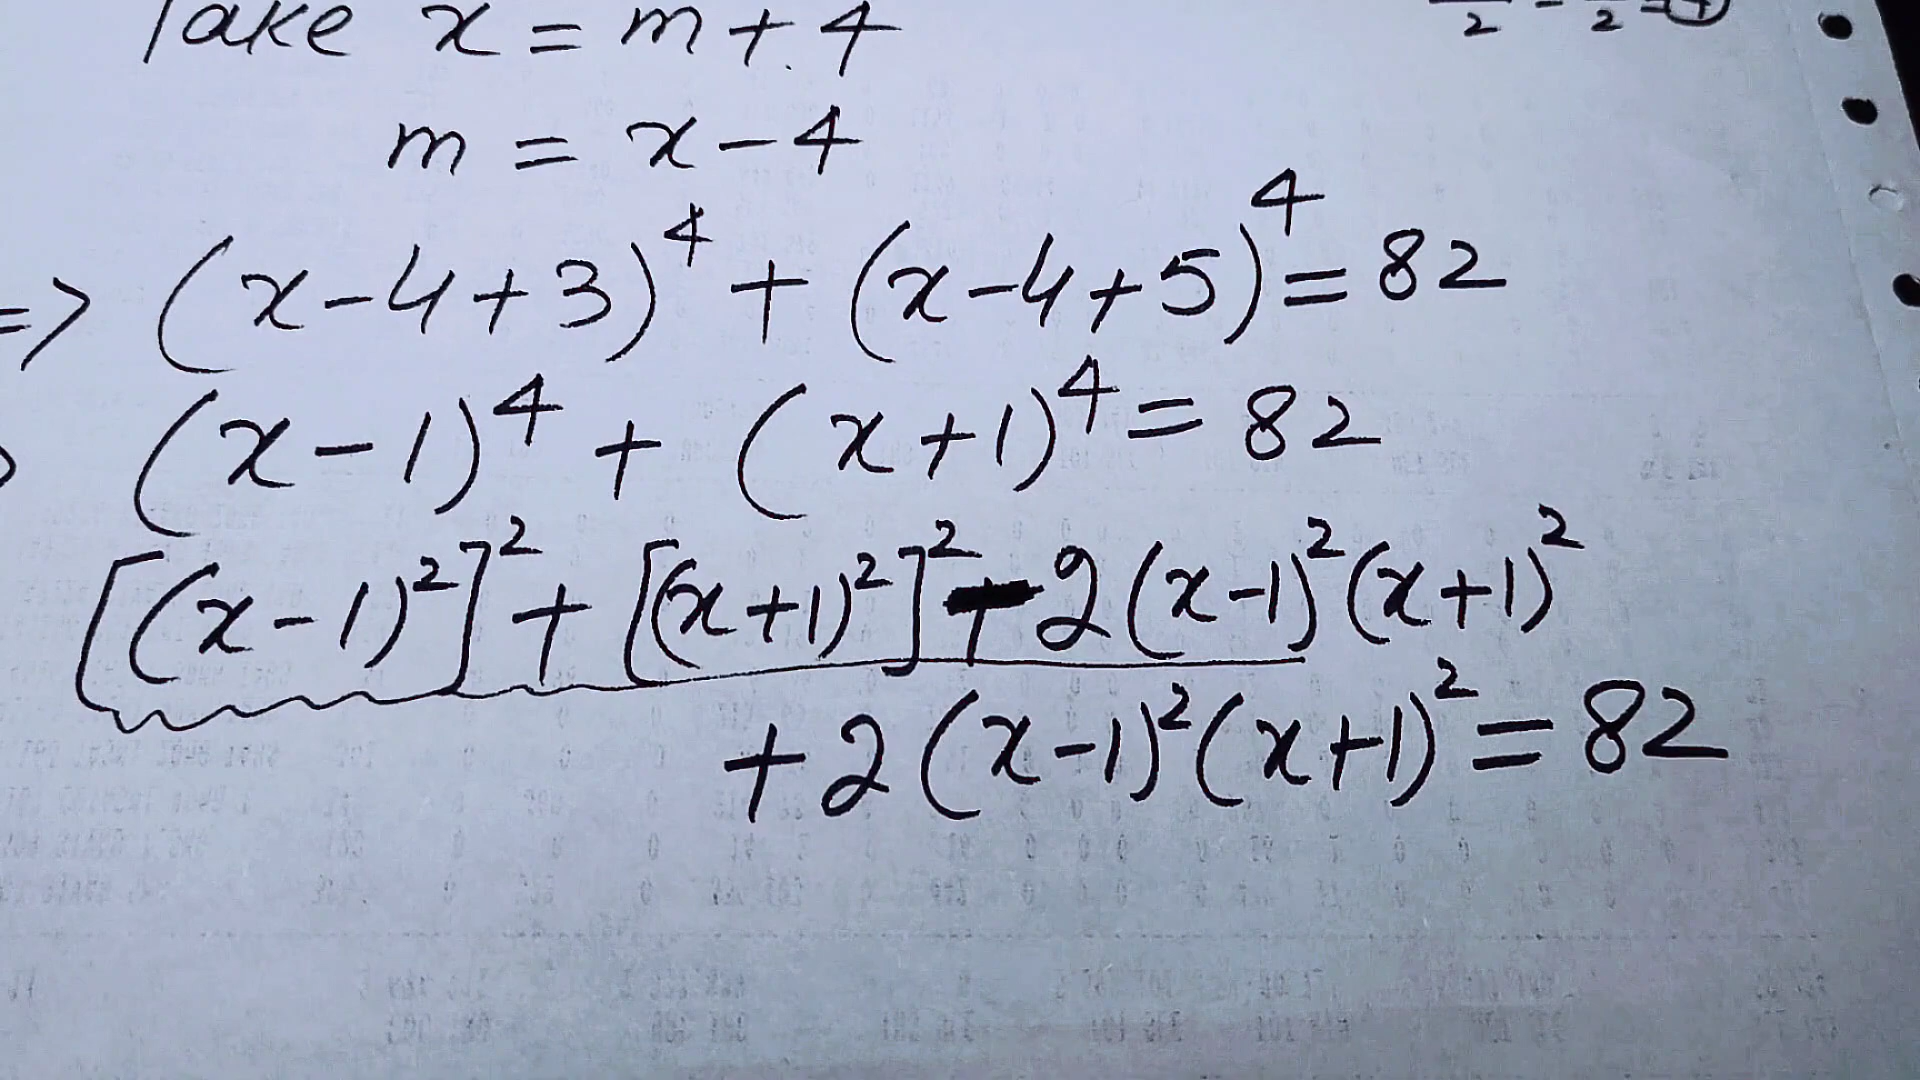 Take x = m + 4
m = x - 4
=> (x-4+3)^4 + (x-4+5)^4 = 82
(x-1)^4 + (x+1)^4 = 82
[(x-1)^2]^2 + [(x+1)^2]^2 - 2(x-1)^2(x+1)^2
+ 2(x-1)^2(x+1)^2 = 82